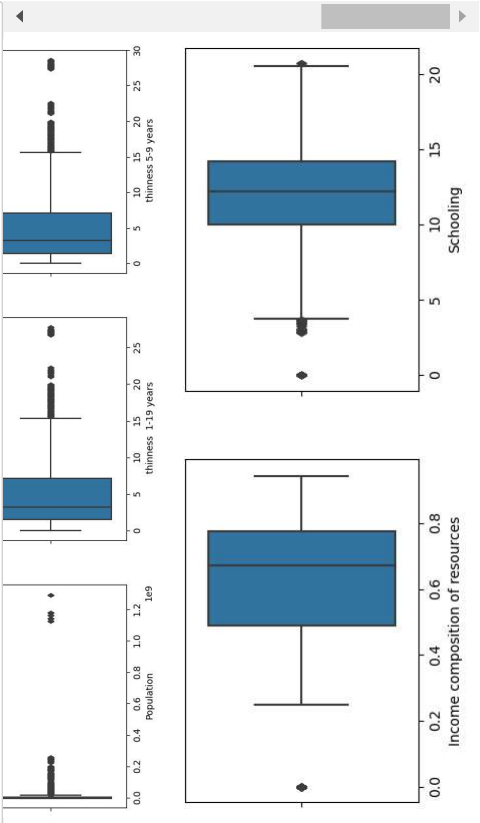 0.0 0.2 0.4 0.6 0.8 1.0 1.2
1e9
Population
0 5 10 15 20 25
thinness 1-19 years
0 5 10 15 20 25 30
thinness 5-9 years
0.0 0.2 0.4 0.6 0.8
Income composition of resources
0 5 10 15 20
Schooling